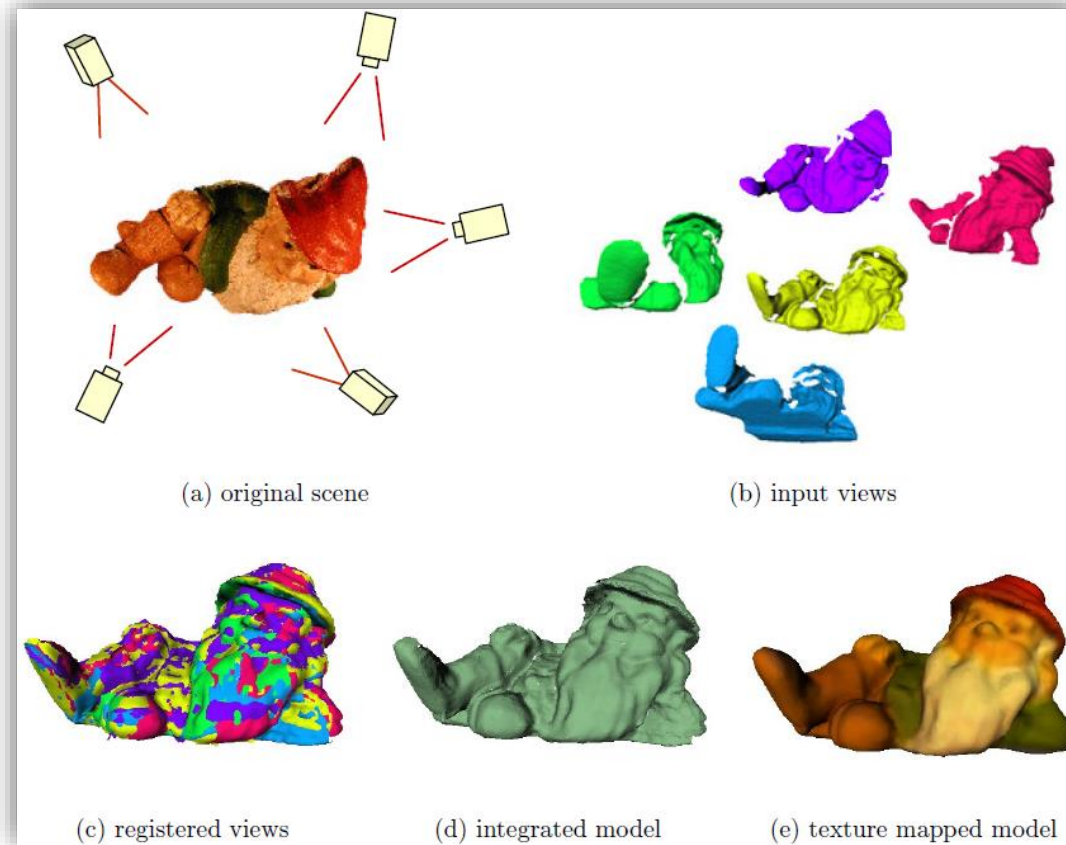 (a) original scene
(b) input views
(c) registered views
(d) integrated model
(e) texture mapped model